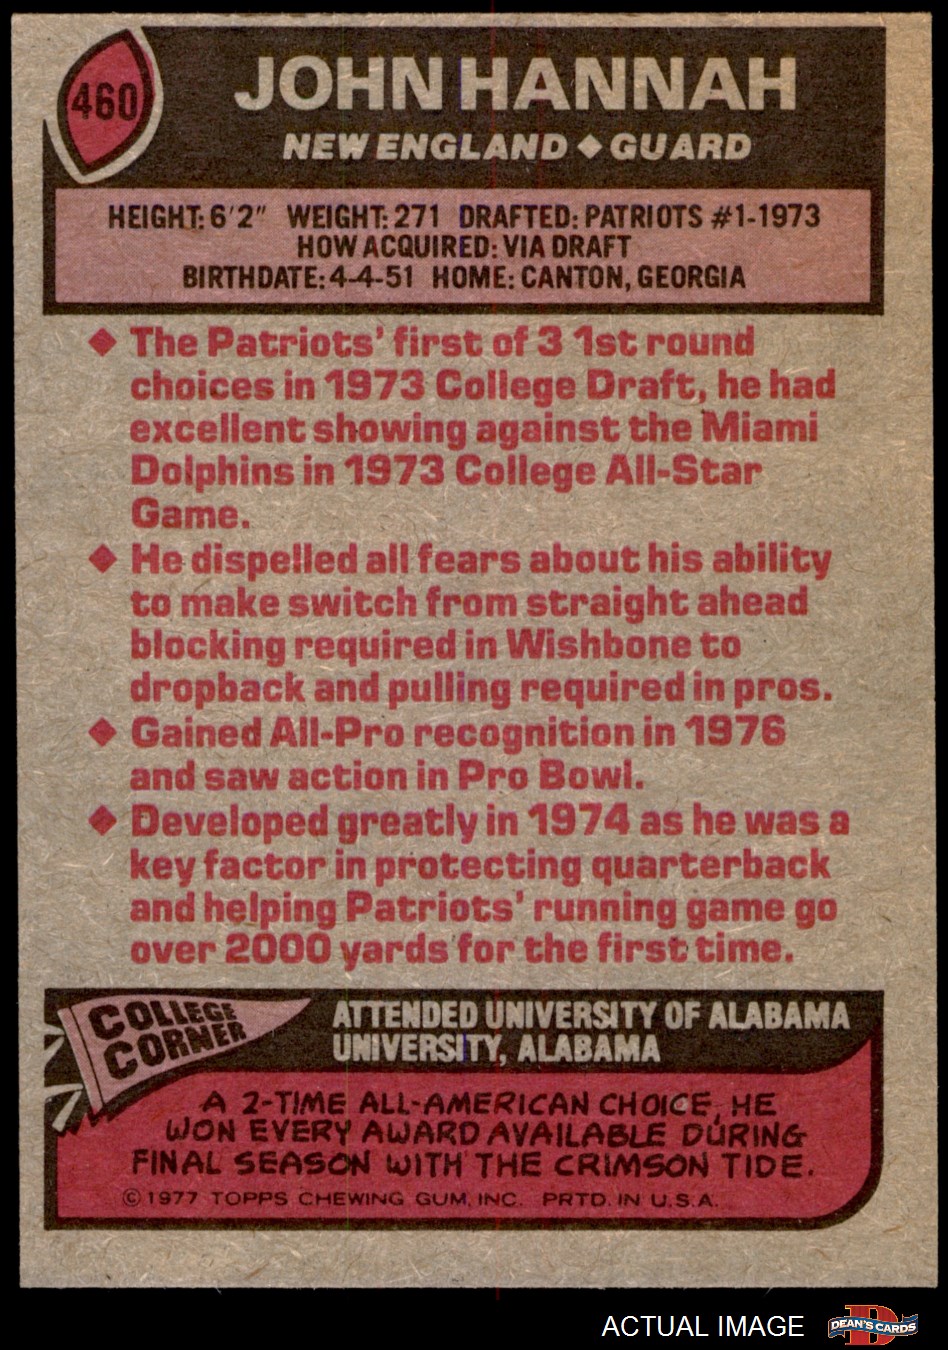 460
JOHN HANNAH
NEW ENGLAND ◆ GUARD
HEIGHT: 6'2" WEIGHT: 271 DRAFTED: PATRIOTS #1-1973
HOW ACQUIRED: VIA DRAFT
BIRTHDATE: 4-4-51 HOME: CANTON, GEORGIA
◆ The Patriots' first of 3 1st round
choices in 1973 College Draft, he had
excellent showing against the Miami
Dolphins in 1973 College All-Star
Game.
◆ He dispelled all fears about his ability
to make switch from straight ahead
blocking required in Wishbone to
dropback and pulling required in pros.
◆ Gained All-Pro recognition in 1976
and saw action in Pro Bowl.
◆ Developed greatly in 1974 as he was a
key factor in protecting quarterback
and helping Patriots' running game go
over 2000 yards for the first time.
COLLEGE
CORNER
ATTENDED UNIVERSITY OF ALABAMA
UNIVERSITY, ALABAMA
A 2-TIME ALL-AMERICAN CHOICE, HE
WON EVERY AWARD AVAILABLE DURING
FINAL SEASON WITH THE CRIMSON TIDE.
© 1977 TOPPS CHEWING GUM, INC. PRTD. IN U.S.A.
ACTUAL IMAGE
D
DEAN'S CARDS